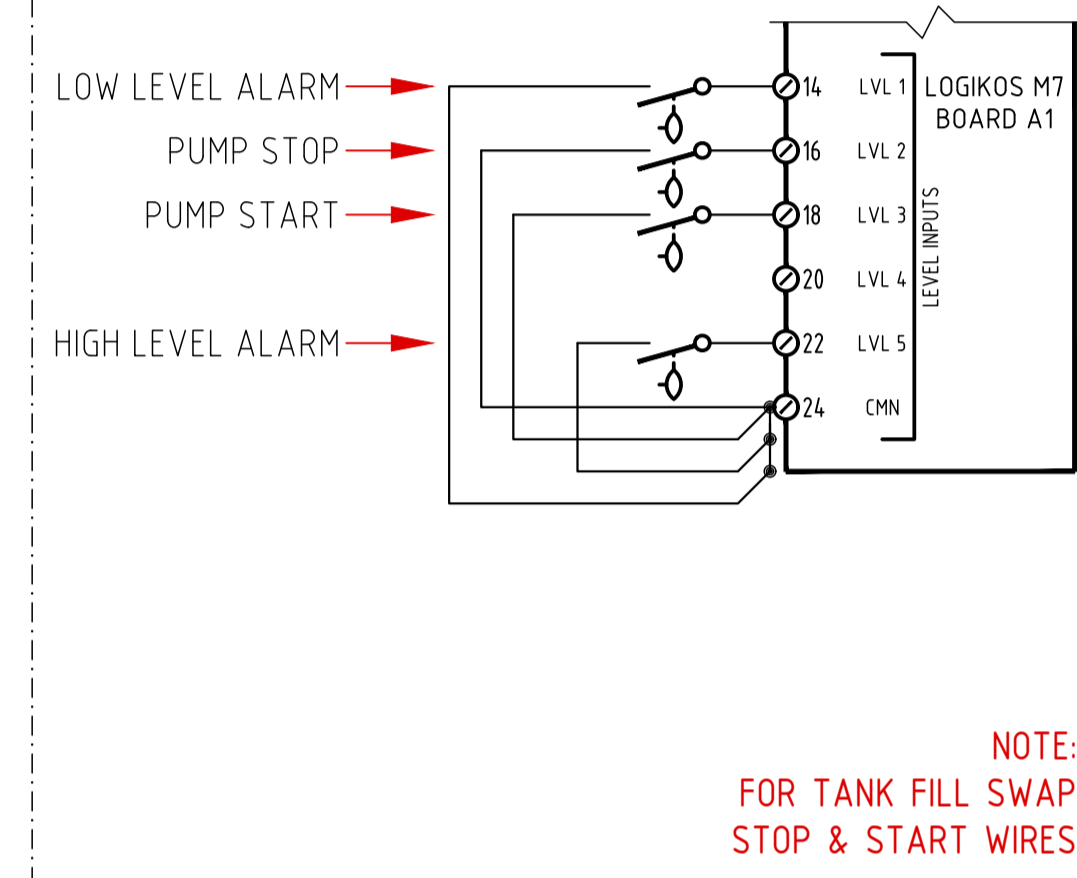 LOW LEVEL ALARM
PUMP STOP
PUMP START
HIGH LEVEL ALARM
14 LVL 1
16 LVL 2
18 LVL 3
20 LVL 4
22 LVL 5
24 CMN
LEVEL INPUTS
LOGIKOS M7
BOARD A1
NOTE:
FOR TANK FILL SWAP
STOP & START WIRES